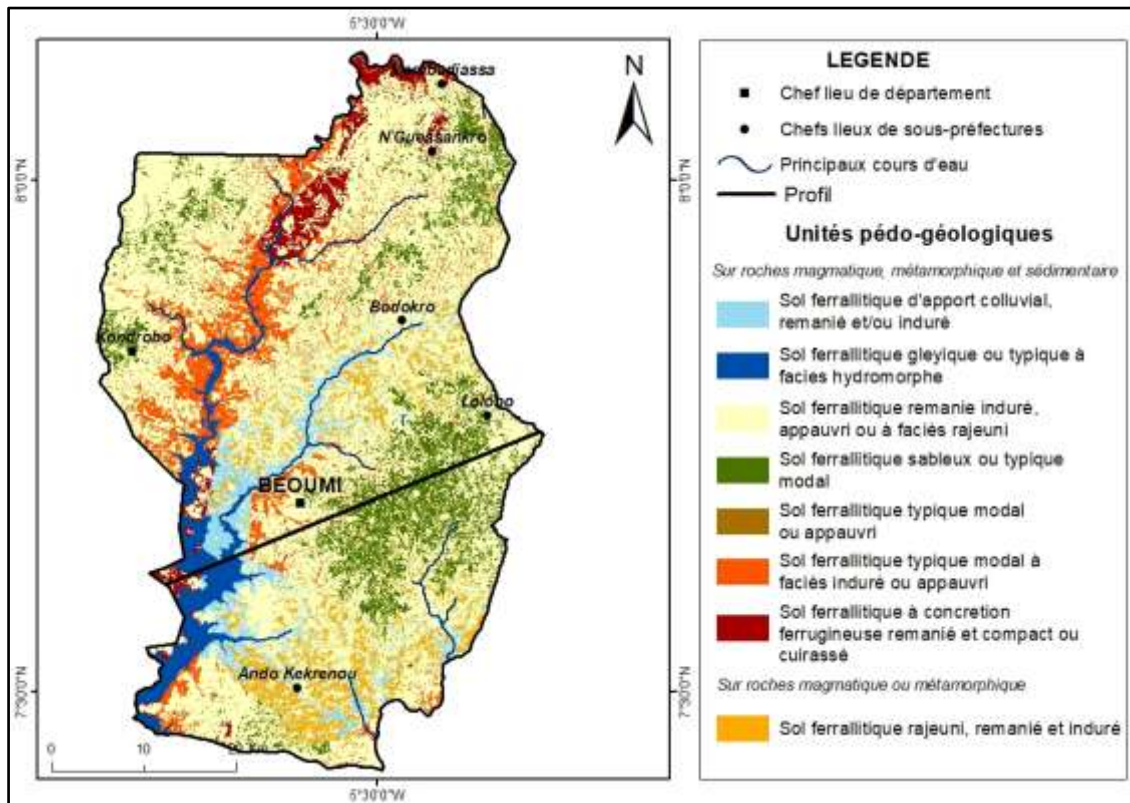 5°30'0"W
N
N'Guessankro
8°0'0"N
8°0'0"N
Bodokro
Kondrobo
Lolobo
BEOUMI
Ando Kekrenou
7°30'0"N
7°30'0"N
0 10
5°30'0"W
LEGENDE
Chef lieu de département
Chefs lieux de sous-préfectures
Principaux cours d'eau
Profil
Unités pédo-géologiques
Sur roches magmatique, métamorphique et sédimentaire
Sol ferrallitique d'apport colluvial,
remanié et/ou induré
Sol ferrallitique gleyique ou typique à
facies hydromorphe
Sol ferrallitique remanie induré,
appauvri ou à faciès rajeuni
Sol ferrallitique sableux ou typique
modal
Sol ferrallitique typique modal
ou appauvri
Sol ferrallitique typique modal à
faciés induré ou appauvri
Sol ferrallitique à concretion
ferrugineuse remanié et compact ou
cuirassé
Sur roches magmatique ou métamorphique
Sol ferrallitique rajeuni, remanié et induré